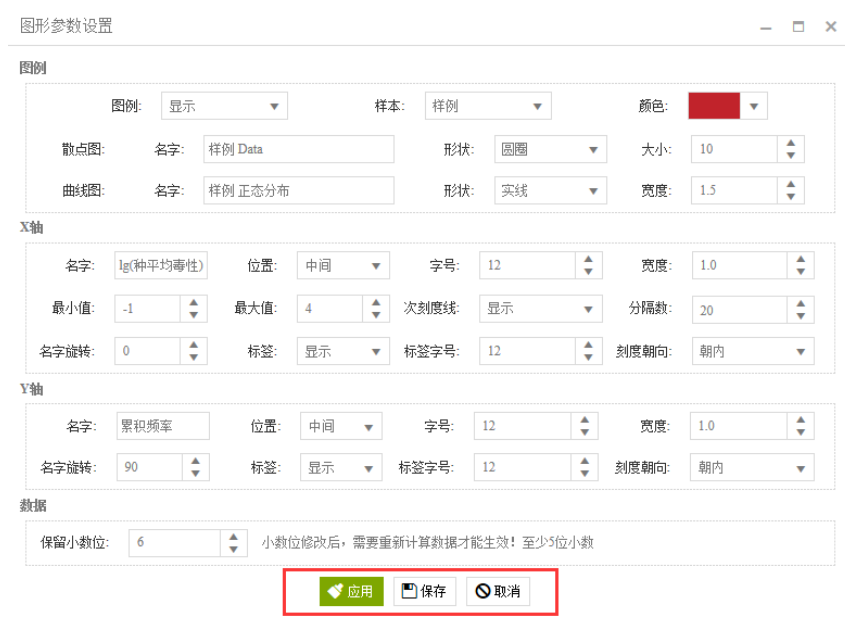 图形参数设置
图例
图例: 显示 样本: 样例 颜色:
散点图: 名字: 样例 Data 形状: 圆圈 大小: 10
曲线图: 名字: 样例 正态分布 形状: 实线 宽度: 1.5
X轴
名字: lg(种平均毒性) 位置: 中间 字号: 12 宽度: 1.0
最小值: -1 最大值: 4 次刻度线: 显示 分隔数: 20
名字旋转: 0 标签: 显示 标签字号: 12 刻度朝向: 朝内
Y轴
名字: 累积频率 位置: 中间 字号: 12 宽度: 1.0
名字旋转: 90 标签: 显示 标签字号: 12 刻度朝向: 朝内
数据
保留小数位: 6 小数位修改后，需要重新计算数据才能生效！至少5位小数
应用 保存 取消